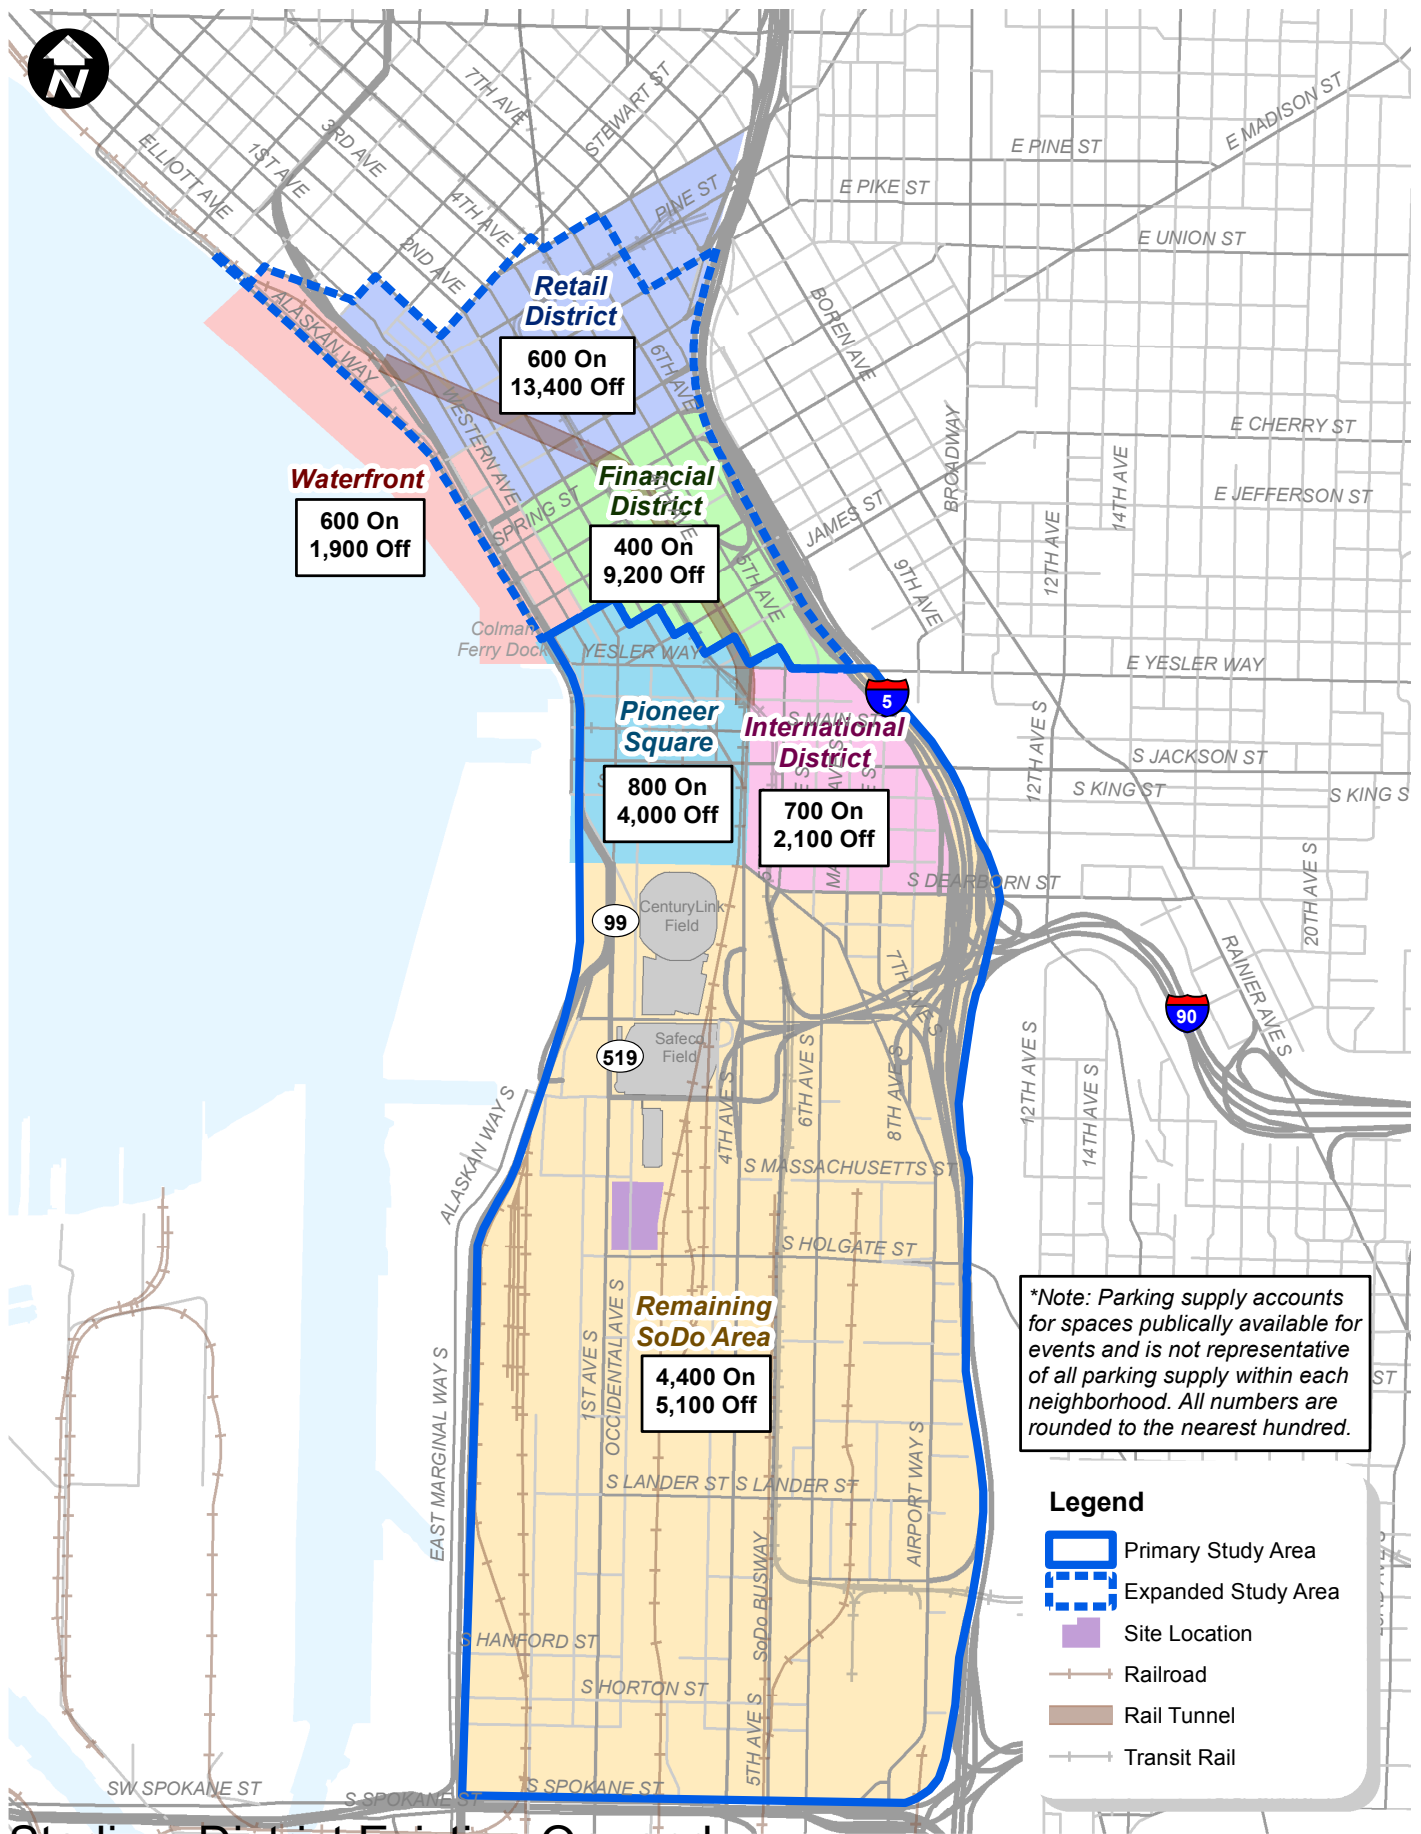 N
7TH AVE
STEWART ST
3RD AVE
1ST AVE
ELLIOTT AVE
4TH AVE
2ND AVE
PINE ST
E PINE ST
E MADISON ST
E PIKE ST
E UNION ST
Retail
District
600 On
13,400 Off
ALASKAN WAY
6TH AVE
BOREN AVE
WESTERN AVE
BROADWAY
E CHERRY ST
14TH AVE
E JEFFERSON ST
Waterfront
600 On
1,900 Off
SPRING ST
Financial
District
400 On
9,200 Off
5TH AVE
JAMES ST
9TH AVE
12TH AVE
Colman
Ferry Dock
YESLER WAY
E YESLER WAY
5
Pioneer
Square
800 On
4,000 Off
S MAIN ST
International
District
700 On
2,100 Off
12TH AVE S
S JACKSON ST
S KING ST
S KING S
S DEARBORN ST
20TH AVE S
CenturyLink
Field
99
7TH AVE S
RAINIER AVE S
90
Safeco
Field
519
4TH AVE S
6TH AVE S
8TH AVE S
12TH AVE S
14TH AVE S
ALASKAN WAY S
S MASSACHUSETTS ST
S HOLGATE ST
Remaining
SoDo Area
4,400 On
5,100 Off
1ST AVE S
OCCIDENTAL AVE S
EAST MARGINAL WAY S
*Note: Parking supply accounts
for spaces publically available for
events and is not representative
of all parking supply within each
neighborhood. All numbers are
rounded to the nearest hundred.
ST
S LANDER ST
S LANDER ST
AIRPORT WAY S
SoDo BUSWAY
S HANFORD ST
S HORTON ST
5TH AVE S
SW SPOKANE ST
S SPOKANE ST
S SPOKANE ST
Legend
Primary Study Area
Expanded Study Area
Site Location
Railroad
Rail Tunnel
Transit Rail